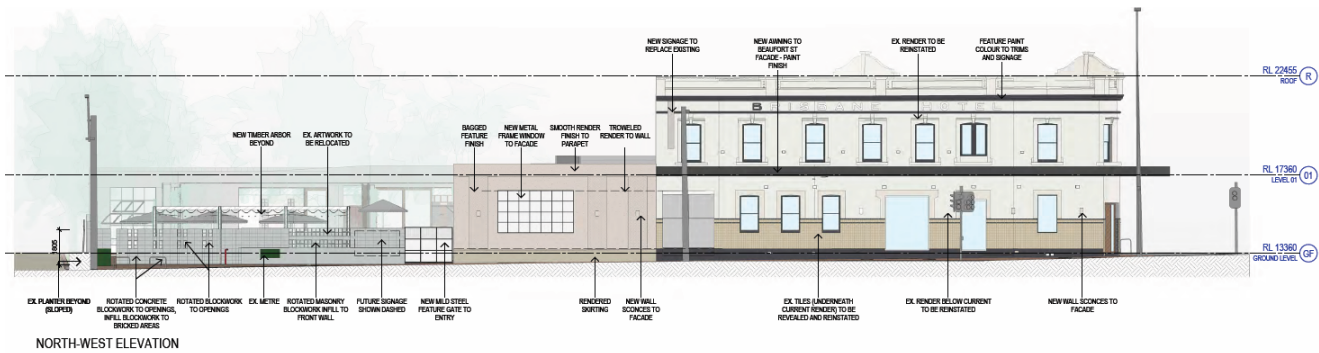 NEW SIGNAGE TO
REPLACE EXISTING
NEW AWNING TO
BEAUFORT ST
FACADE - PAINT
FINISH
EX. RENDER TO BE
REINSTATED
FEATURE PAINT
COLOUR TO TRIMS
AND SIGNAGE
RL 22455
ROOF
R
BRISBANE HOTEL
NEW TIMBER ARBOR
BEYOND
EX. ARTWORK TO
BE RELOCATED
BAGGED
FEATURE
FINISH
NEW METAL
FRAME WINDOW
TO FACADE
SMOOTH RENDER
FINISH TO
PARAPET
TROWELED
RENDER TO WALL
RL 17360
LEVEL 01
01
1805
RL 13360
GROUND LEVEL
GF
EX. PLANTER BEYOND
(SLOPED)
ROTATED CONCRETE
BLOCKWORK TO OPENINGS,
INFILL BLOCKWORK TO
BRICKED AREAS
ROTATED BLOCKWORK
TO OPENINGS
EX. METRE
ROTATED MASONRY
BLOCKWORK INFILL TO
FRONT WALL
FUTURE SIGNAGE
SHOWN DASHED
NEW MILD STEEL
FEATURE GATE TO
ENTRY
RENDERED
SKIRTING
NEW WALL
SCONCES TO
FACADE
EX. TILES (UNDERNEATH
CURRENT RENDER) TO BE
REVEALED AND REINSTATED
EX. RENDER BELOW CURRENT
TO BE REINSTATED
NEW WALL SCONCES TO
FACADE
NORTH-WEST ELEVATION